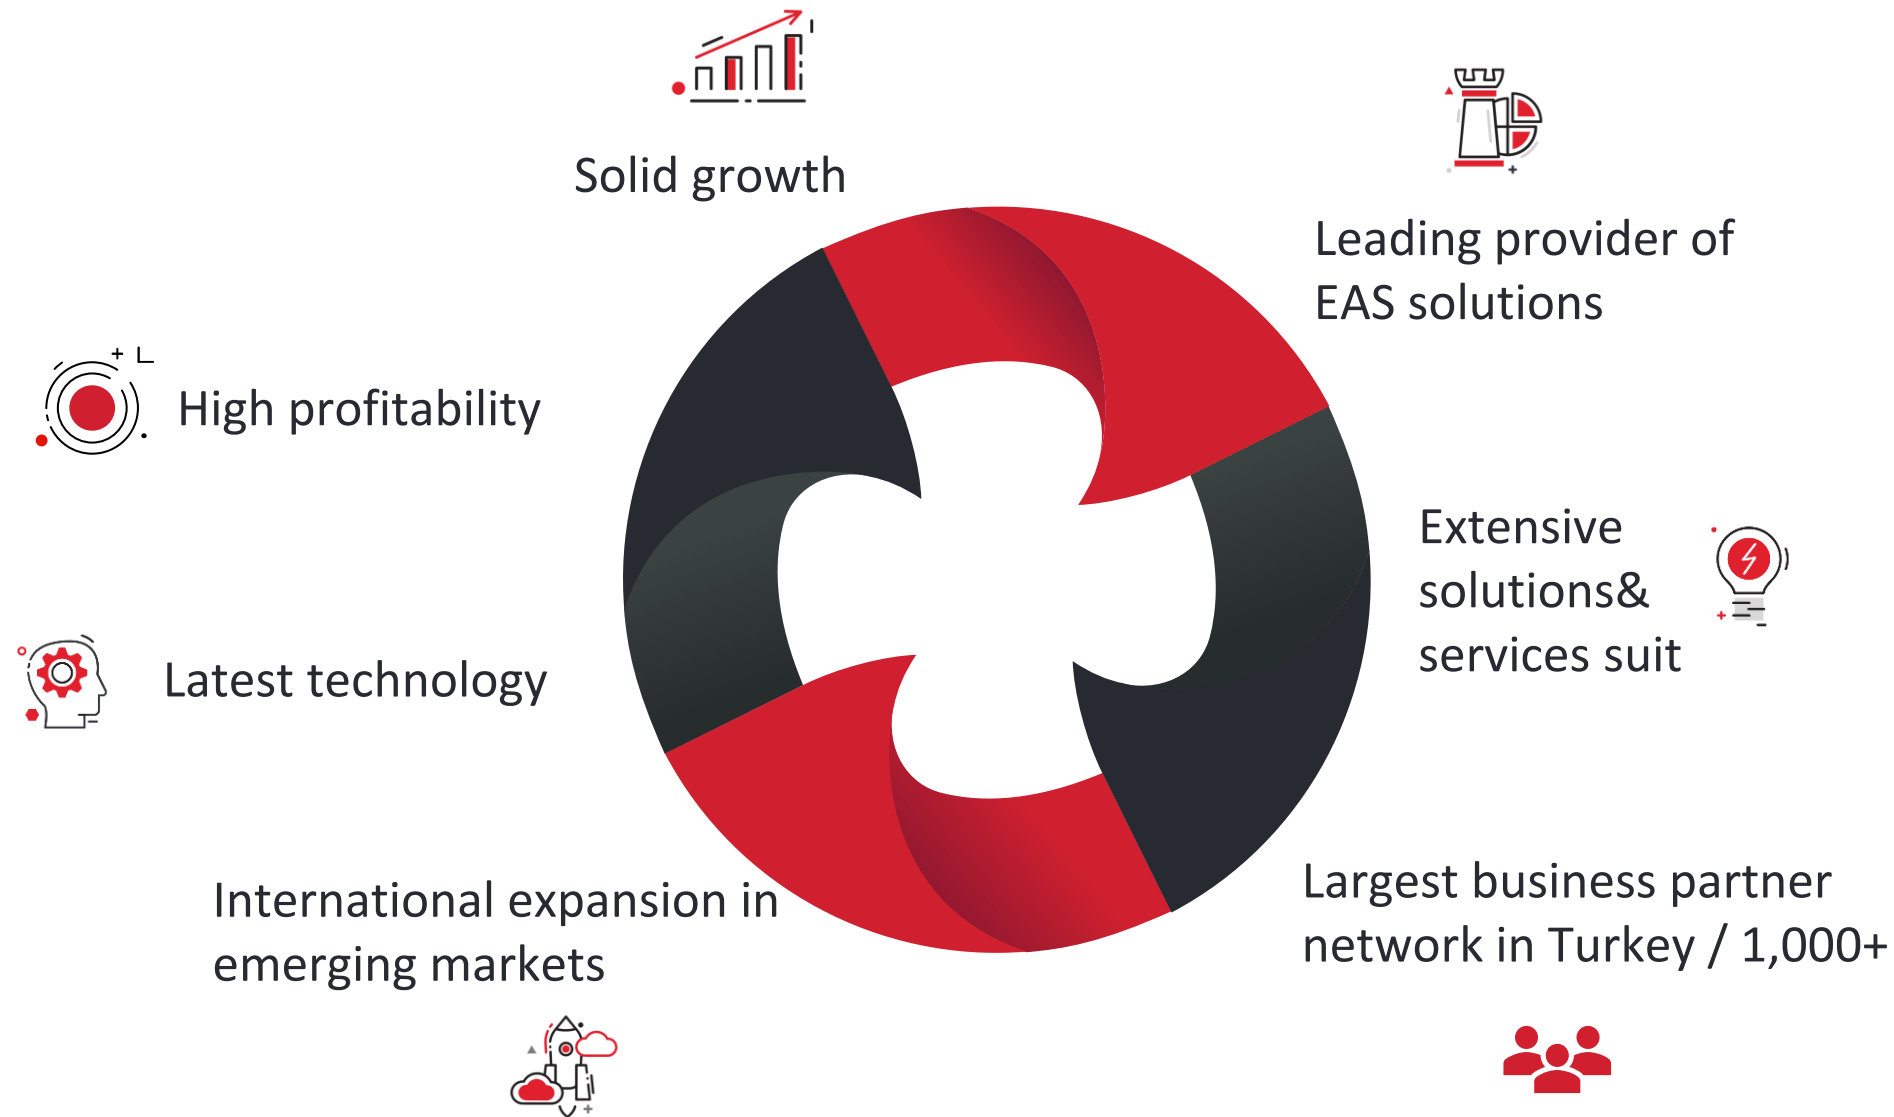 Solid growth
Leading provider of
EAS solutions
High profitability
Extensive
solutions&
services suit
Latest technology
International expansion in
emerging markets
Largest business partner
network in Turkey / 1,000+